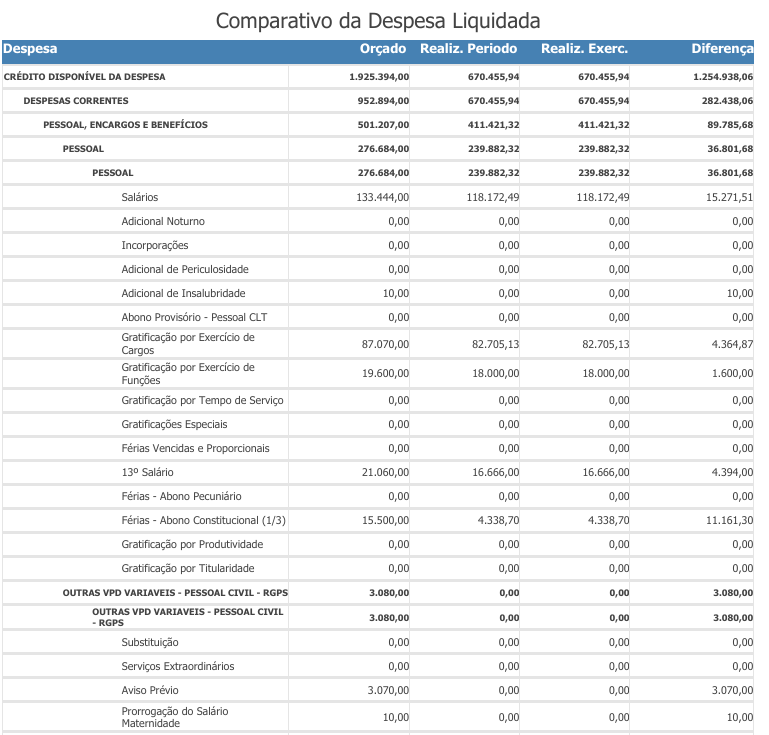 Comparativo da Despesa Liquidada
Despesa Orçado Realiz. Periodo Realiz. Exerc. Diferença
CRÉDITO DISPONÍVEL DA DESPESA 1.925.394,00 670.455,94 670.455,94 1.254.938,06
DESPESAS CORRENTES 952.894,00 670.455,94 670.455,94 282.438,06
PESSOAL, ENCARGOS E BENEFÍCIOS 501.207,00 411.421,32 411.421,32 89.785,68
PESSOAL 276.684,00 239.882,32 239.882,32 36.801,68
PESSOAL 276.684,00 239.882,32 239.882,32 36.801,68
Salários 133.444,00 118.172,49 118.172,49 15.271,51
Adicional Noturno 0,00 0,00 0,00 0,00
Incorporações 0,00 0,00 0,00 0,00
Adicional de Periculosidade 0,00 0,00 0,00 0,00
Adicional de Insalubridade 10,00 0,00 0,00 10,00
Abono Provisório - Pessoal CLT 0,00 0,00 0,00 0,00
Gratificação por Exercício de
Cargos 87.070,00 82.705,13 82.705,13 4.364,87
Gratificação por Exercício de
Funções 19.600,00 18.000,00 18.000,00 1.600,00
Gratificação por Tempo de Serviço 0,00 0,00 0,00 0,00
Gratificações Especiais 0,00 0,00 0,00 0,00
Férias Vencidas e Proporcionais 0,00 0,00 0,00 0,00
13º Salário 21.060,00 16.666,00 16.666,00 4.394,00
Férias - Abono Pecuniário 0,00 0,00 0,00 0,00
Férias - Abono Constitucional (1/3) 15.500,00 4.338,70 4.338,70 11.161,30
Gratificação por Produtividade 0,00 0,00 0,00 0,00
Gratificação por Titularidade 0,00 0,00 0,00 0,00
OUTRAS VPD VARIAVEIS - PESSOAL CIVIL - RGPS 3.080,00 0,00 0,00 3.080,00
OUTRAS VPD VARIAVEIS - PESSOAL CIVIL
- RGPS 3.080,00 0,00 0,00 3.080,00
Substituição 0,00 0,00 0,00 0,00
Serviços Extraordinários 0,00 0,00 0,00 0,00
Aviso Prévio 3.070,00 0,00 0,00 3.070,00
Prorrogação do Salário
Maternidade 10,00 0,00 0,00 10,00